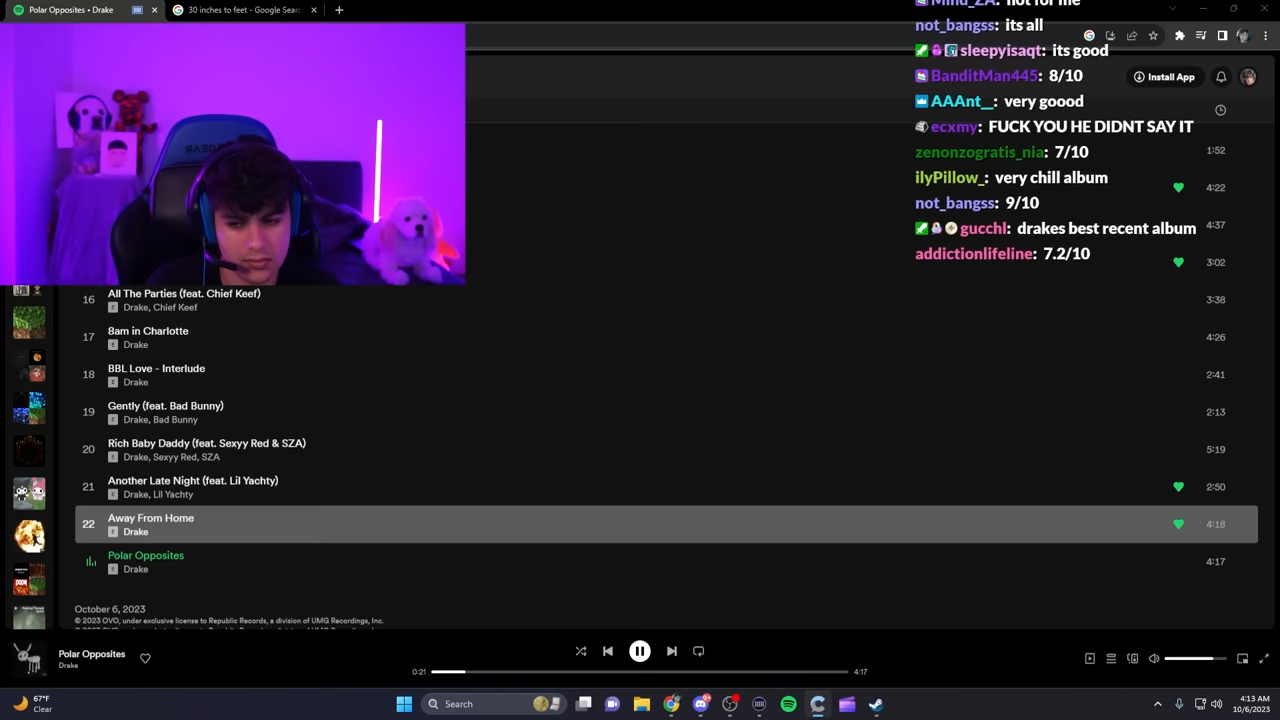 Polar Opposites • Drake
30 inches to feet - Google Sear
not for me
not_bangss: its all
sleepyisaqt: its good
BanditMan445: 8/10
AAAnt__: very goood
ecxmy: FUCK YOU HE DIDNT SAY IT
zenonzogratis_nia: 7/10
ilyPillow_: very chill album
not_bangss: 9/10
gucchl: drakes best recent album
addictionlifeline: 7.2/10
Install App
1:52
4:22
4:37
3:02
16 All The Parties (feat. Chief Keef) 3:38
E Drake, Chief Keef
17 8am in Charlotte 4:26
E Drake
18 BBL Love - Interlude 2:41
E Drake
19 Gently (feat. Bad Bunny) 2:13
E Drake, Bad Bunny
20 Rich Baby Daddy (feat. Sexyy Red & SZA) 5:19
E Drake, Sexyy Red, SZA
21 Another Late Night (feat. Lil Yachty) 2:50
E Drake, Lil Yachty
22 Away From Home 4:18
E Drake
Polar Opposites 4:17
E Drake
October 6, 2023
© 2023 OVO, under exclusive license to Republic Records, a division of UMG Recordings, Inc.
Polar Opposites
Drake
0:21 4:17
67°F
Clear
Search
4:13 AM
10/6/2023